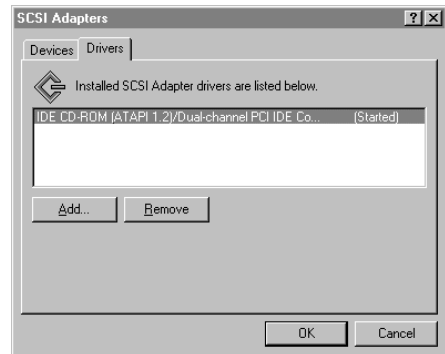 SCSI Adapters
Devices Drivers
Installed SCSI Adapter drivers are listed below.
IDE CD-ROM (ATAPI 1.2)/Dual-channel PCI IDE Co... (Started)
Add... Remove
OK Cancel